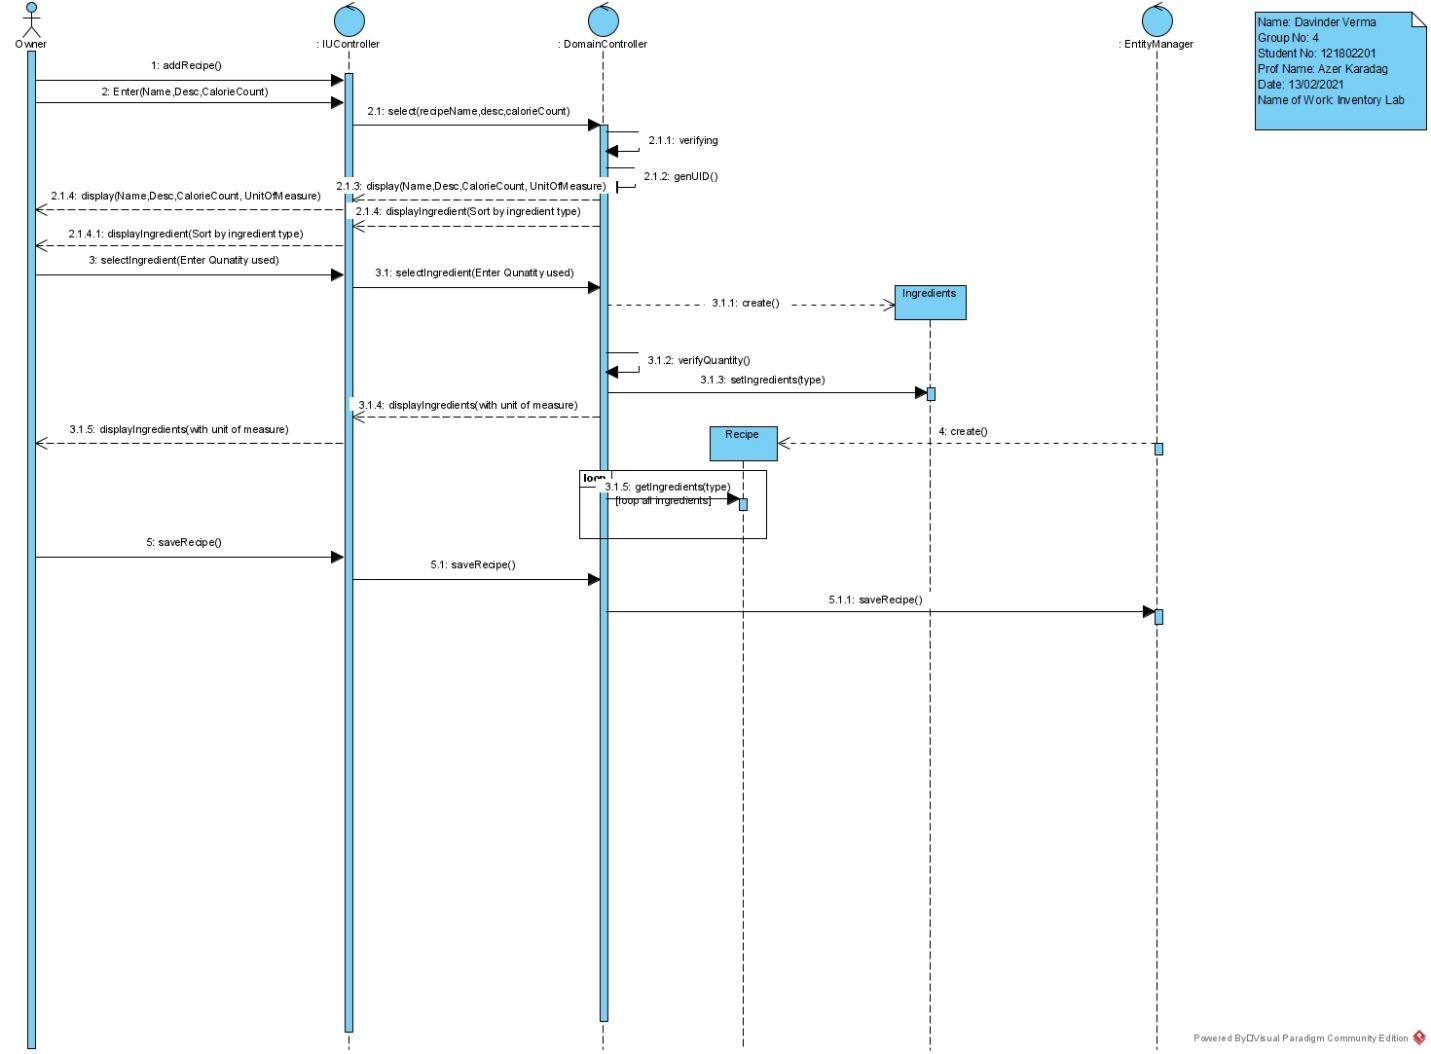 Owner
: IUController
: DomainController
: EntityManager
Name: Davinder Verma
Group No: 4
Student No: 121802201
Prof Name: Azer Karadag
Date: 13/02/2021
Name of Work: Inventory Lab
1: addRecipe()
2: Enter(Name,Desc,CalorieCount)
2.1: select(recipeName,desc,calorieCount)
2.1.1: verifying
2.1.2: genUID()
2.1.3: display(Name,Desc,CalorieCount, UnitOfMeasure)
2.1.4: display(Name,Desc,CalorieCount, UnitOfMeasure)
2.1.4: displayIngredient(Sort by ingredient type)
2.1.4.1: displayIngredient(Sort by ingredient type)
3: selectIngredient(Enter Qunatity used)
3.1: selectIngredient(Enter Qunatity used)
Ingredients
3.1.1: create()
3.1.2: verifyQuantity()
3.1.3: setIngredients(type)
3.1.4: displayIngredients(with unit of measure)
3.1.5: displayIngredients(with unit of measure)
4: create()
Recipe
loop
3.1.5: getIngredients(type)
[loop all ingredients]
5: saveRecipe()
5.1: saveRecipe()
5.1.1: saveRecipe()
Powered By Visual Paradigm Community Edition